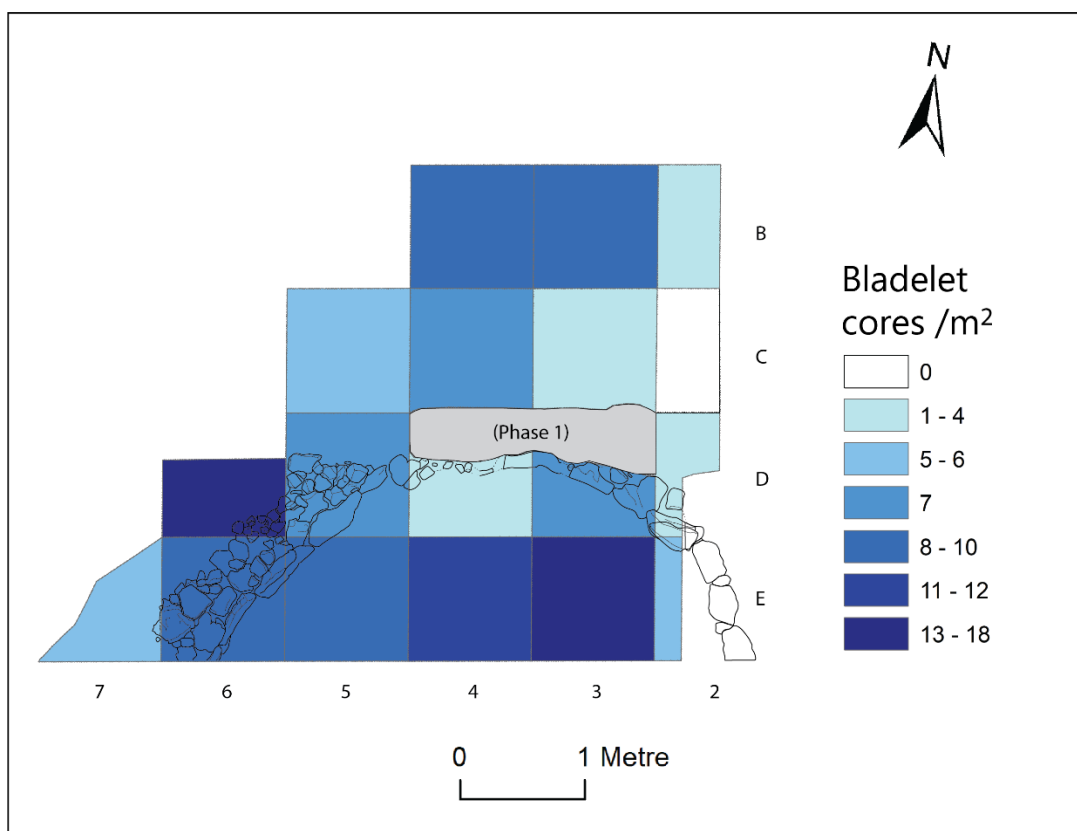 N
B
C
(Phase 1)
D
E
7 6 5 4 3 2
0 1 Metre
Bladelet
cores /m²
0
1 - 4
5 - 6
7
8 - 10
11 - 12
13 - 18